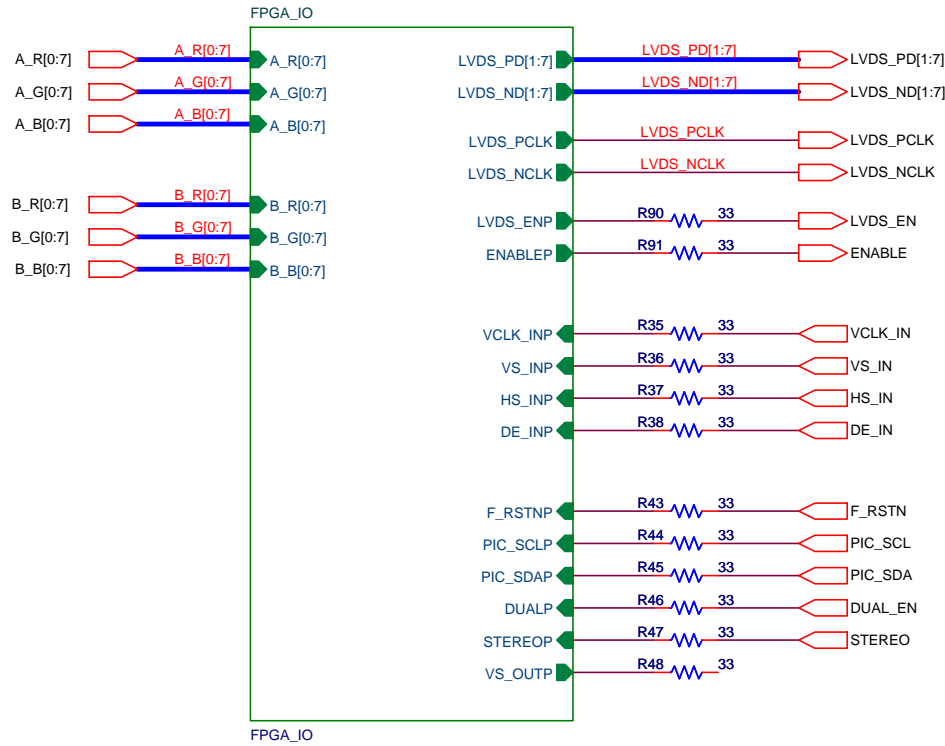 FPGA_IO
A_R[0:7] A_R[0:7] A_R[0:7] LVDS_PD[1:7] LVDS_PD[1:7] LVDS_PD[1:7]
A_G[0:7] A_G[0:7] A_G[0:7] LVDS_ND[1:7] LVDS_ND[1:7] LVDS_ND[1:7]
A_B[0:7] A_B[0:7] A_B[0:7]
LVDS_PCLK LVDS_PCLK LVDS_PCLK
LVDS_NCLK LVDS_NCLK LVDS_NCLK
B_R[0:7] B_R[0:7] B_R[0:7] LVDS_ENP R90 33 LVDS_EN
B_G[0:7] B_G[0:7] B_G[0:7] ENABLEP R91 33 ENABLE
B_B[0:7] B_B[0:7] B_B[0:7]
VCLK_INP R35 33 VCLK_IN
VS_INP R36 33 VS_IN
HS_INP R37 33 HS_IN
DE_INP R38 33 DE_IN
F_RSTNP R43 33 F_RSTN
PIC_SCLP R44 33 PIC_SCL
PIC_SDAP R45 33 PIC_SDA
DUALP R46 33 DUAL_EN
STEREOP R47 33 STEREO
VS_OUTP R48 33
FPGA_IO